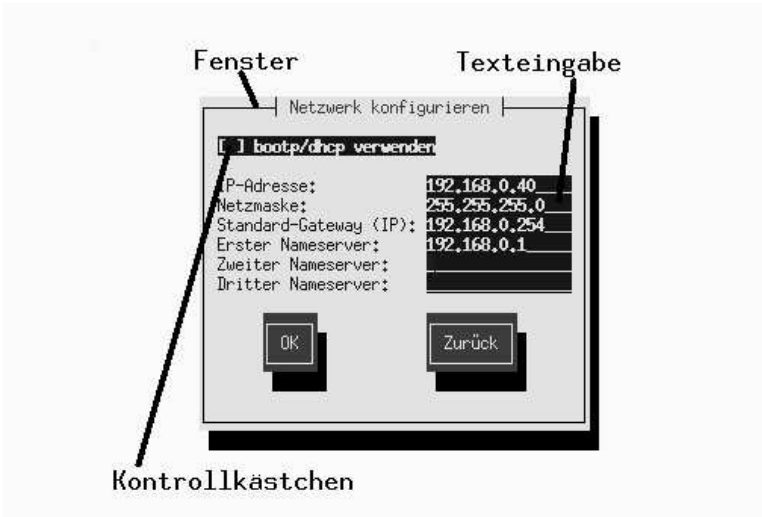 Fenster
Texteingabe
Netzwerk konfigurieren
[ ] bootp/dhcp verwenden
IP-Adresse: 192.168.0.40
Netzmaske: 255.255.255.0
Standard-Gateway (IP): 192.168.0.254
Erster Nameserver: 192.168.0.1
Zweiter Nameserver:
Dritter Nameserver:
OK Zurück
Kontrollkästchen